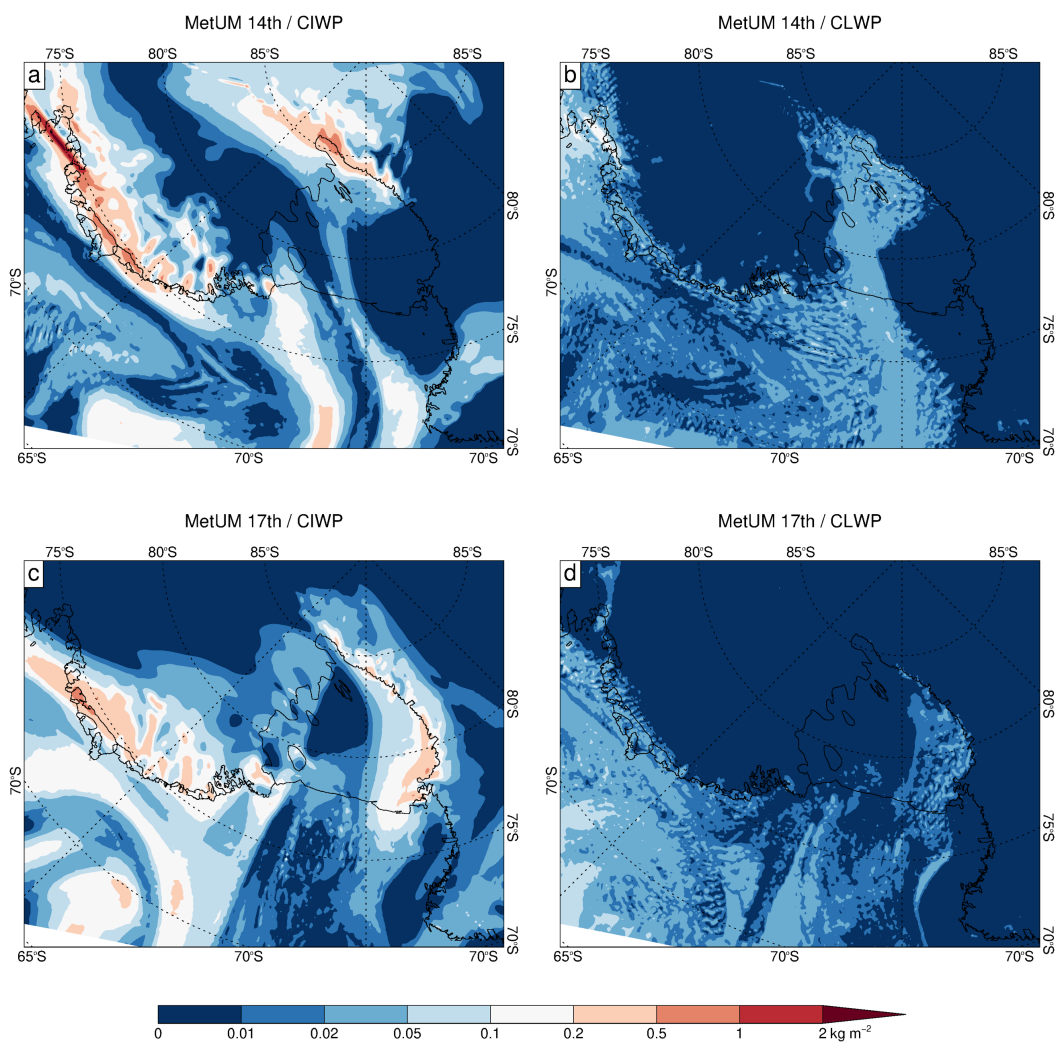 MetUM 14th / CIWP
MetUM 14th / CLWP
75°S 80°S 85°S 85°S
75°S 80°S 85°S 85°S
a
b
80°S
80°S
70°S
70°S
75°S
75°S
70°S
70°S
65°S 70°S 70°S
65°S 70°S 70°S
MetUM 17th / CIWP
MetUM 17th / CLWP
75°S 80°S 85°S 85°S
75°S 80°S 85°S 85°S
c
d
80°S
80°S
70°S
70°S
75°S
75°S
70°S
70°S
65°S 70°S 70°S
65°S 70°S 70°S
0 0.01 0.02 0.05 0.1 0.2 0.5 1 2 kg m⁻²